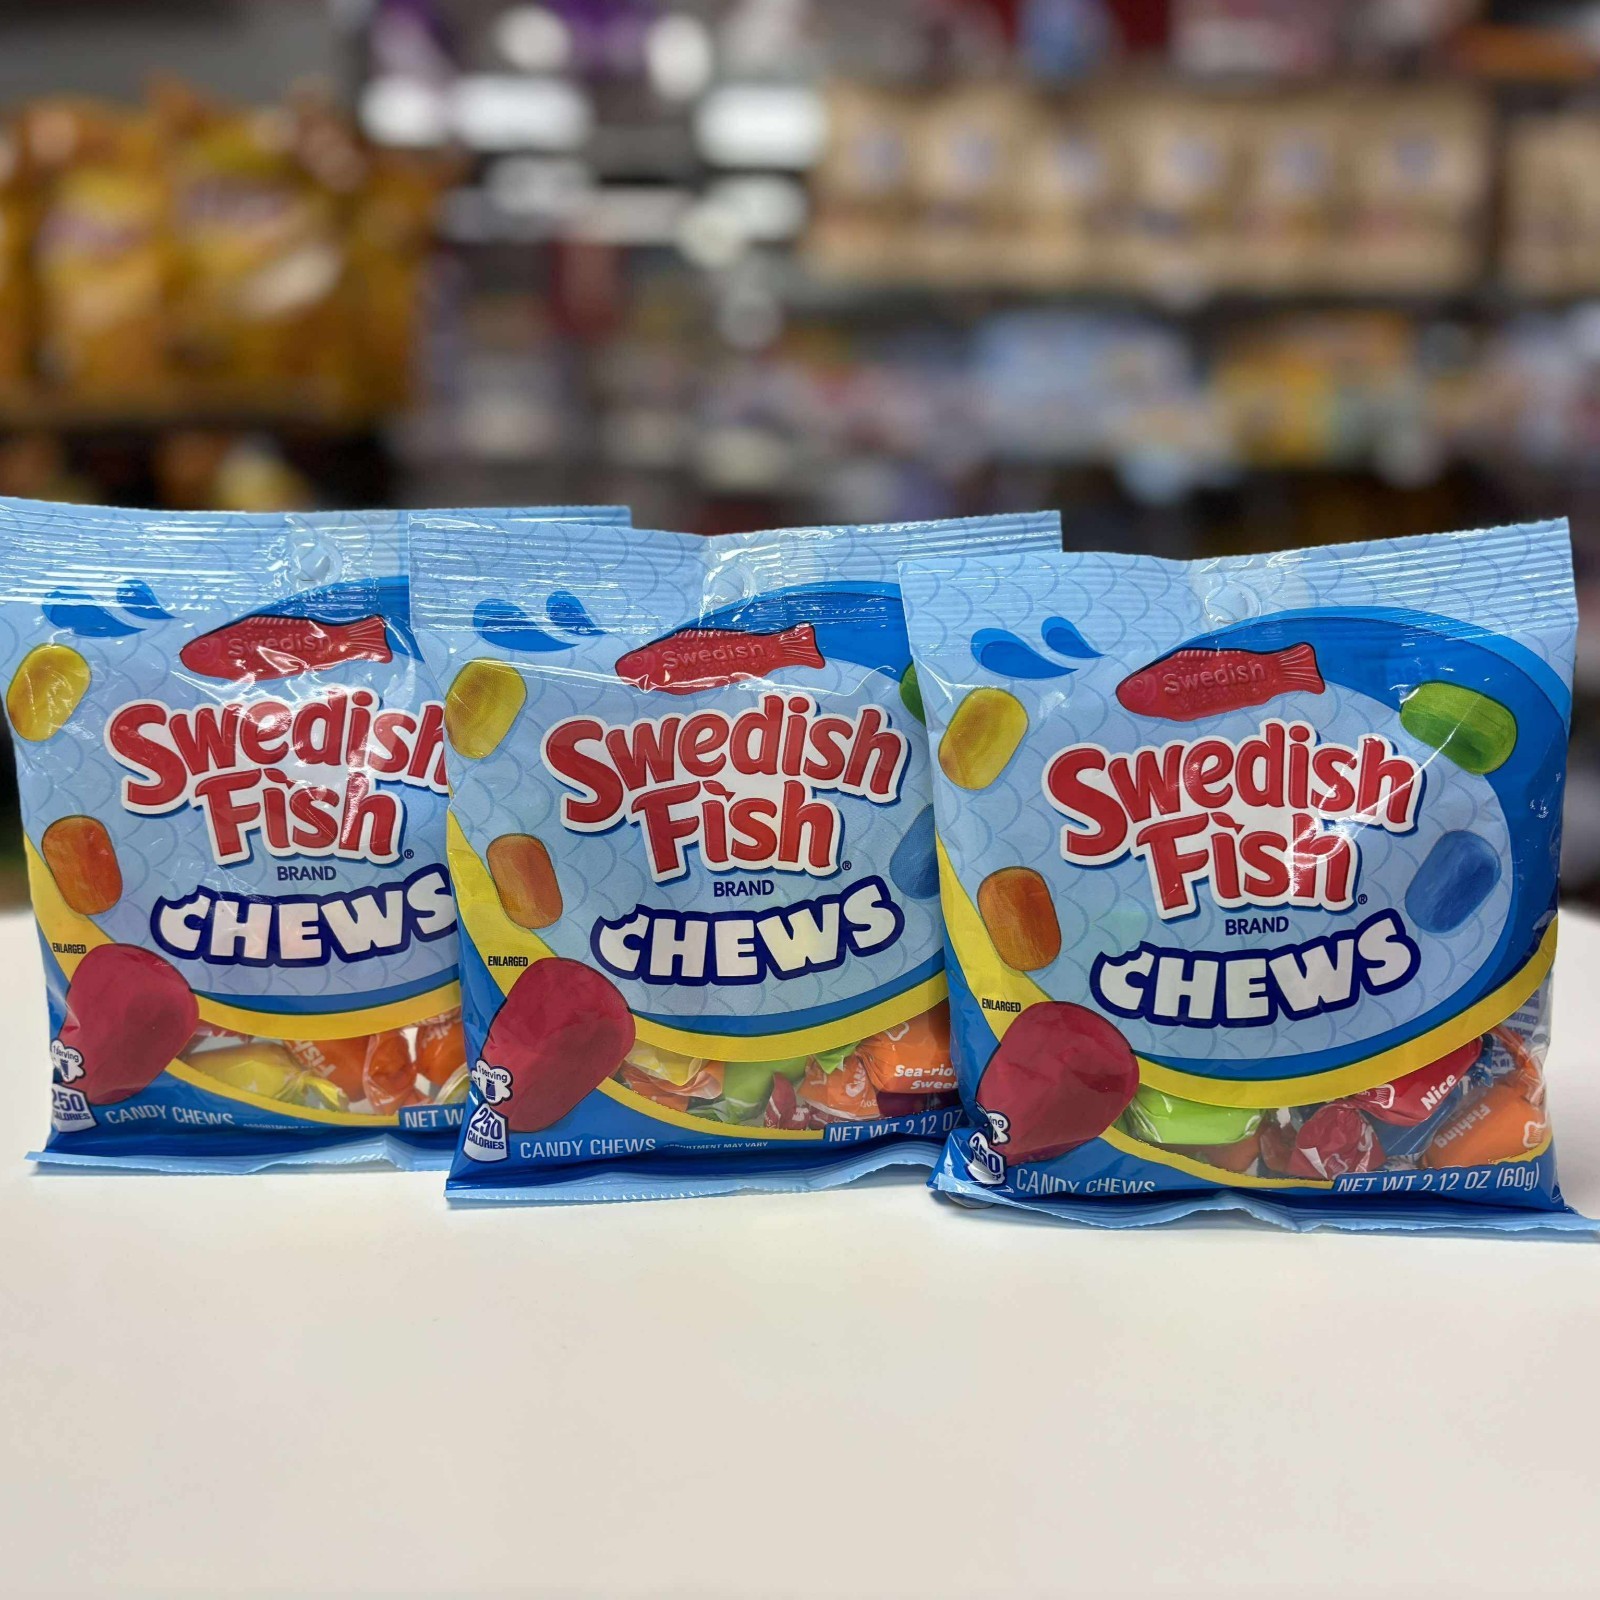 Swedish
Swedish
Fish
BRAND
CHEWS
ENLARGED
1 serving
250
CALORIES
CANDY CHEWS
NET W
Swedish
Swedish
Fish®
BRAND
CHEWS
ENLARGED
1 serving
250
CALORIES
CANDY CHEWS
ASSORTMENT MAY VARY
NET WT 2.12 OZ
Sea-rio
Sweet
Swedish
Swedish
Fish®
BRAND
CHEWS
ENLARGED
250
CANDY CHEWS
NET WT 2.12 OZ (60g)
Nice
Fishing